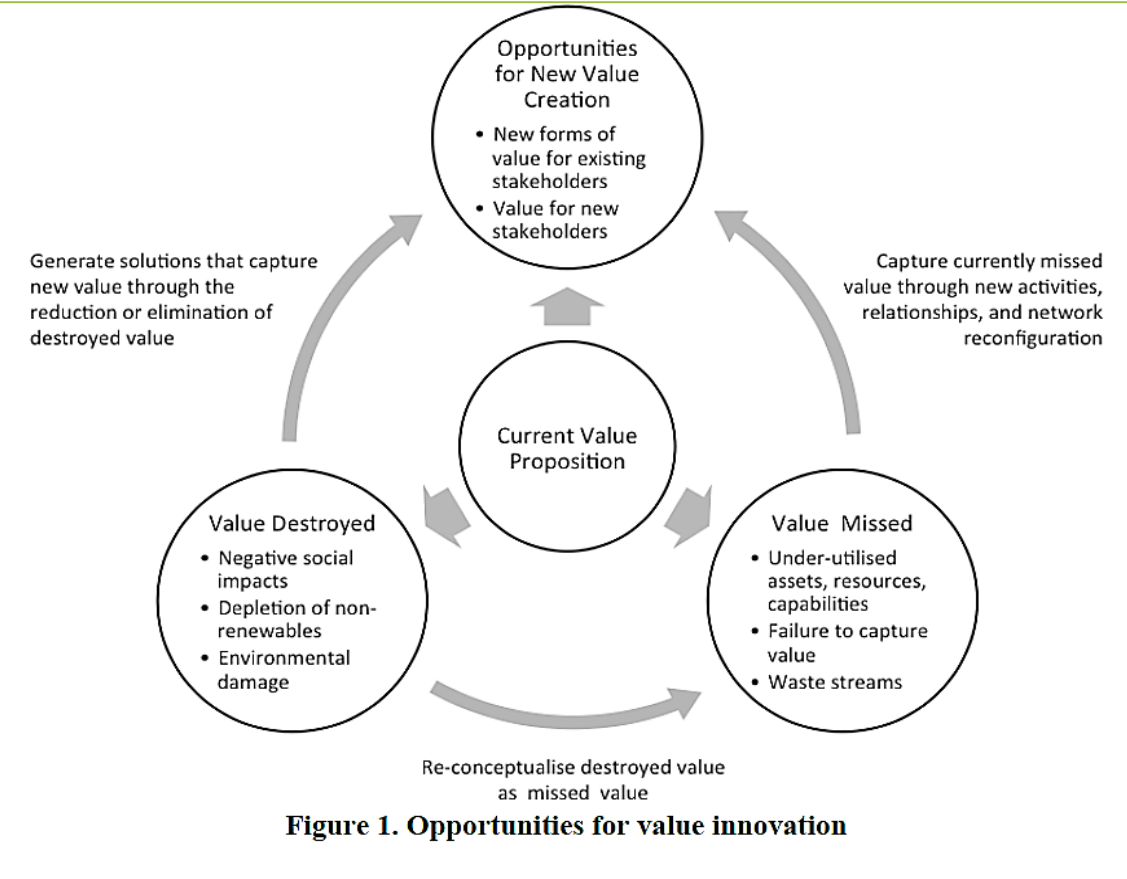 Opportunities
for New Value
Creation
• New forms of
value for existing
stakeholders
• Value for new
stakeholders
Generate solutions that capture
new value through the
reduction or elimination of
destroyed value
Capture currently missed
value through new activities,
relationships, and network
reconfiguration
Current Value
Proposition
Value Destroyed
• Negative social
impacts
• Depletion of non-
renewables
• Environmental
damage
Value Missed
• Under-utilised
assets, resources,
capabilities
• Failure to capture
value
• Waste streams
Re-conceptualise destroyed value
as missed value
Figure 1. Opportunities for value innovation